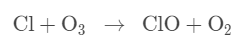 Cl + O₃ → ClO + O₂